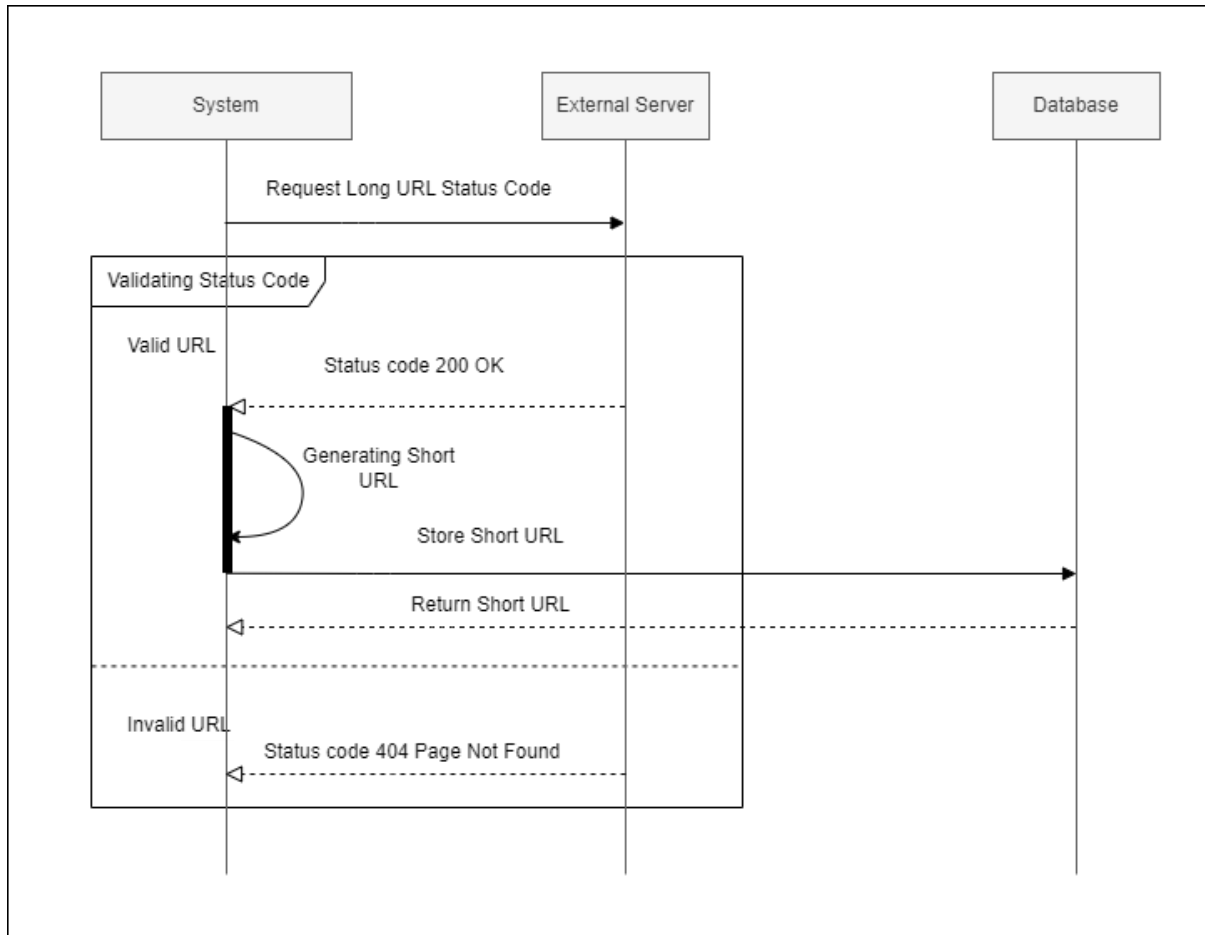 System
External Server
Database
Request Long URL Status Code
Validating Status Code
Valid URL
Status code 200 OK
Generating Short
URL
Store Short URL
Return Short URL
Invalid URL
Status code 404 Page Not Found